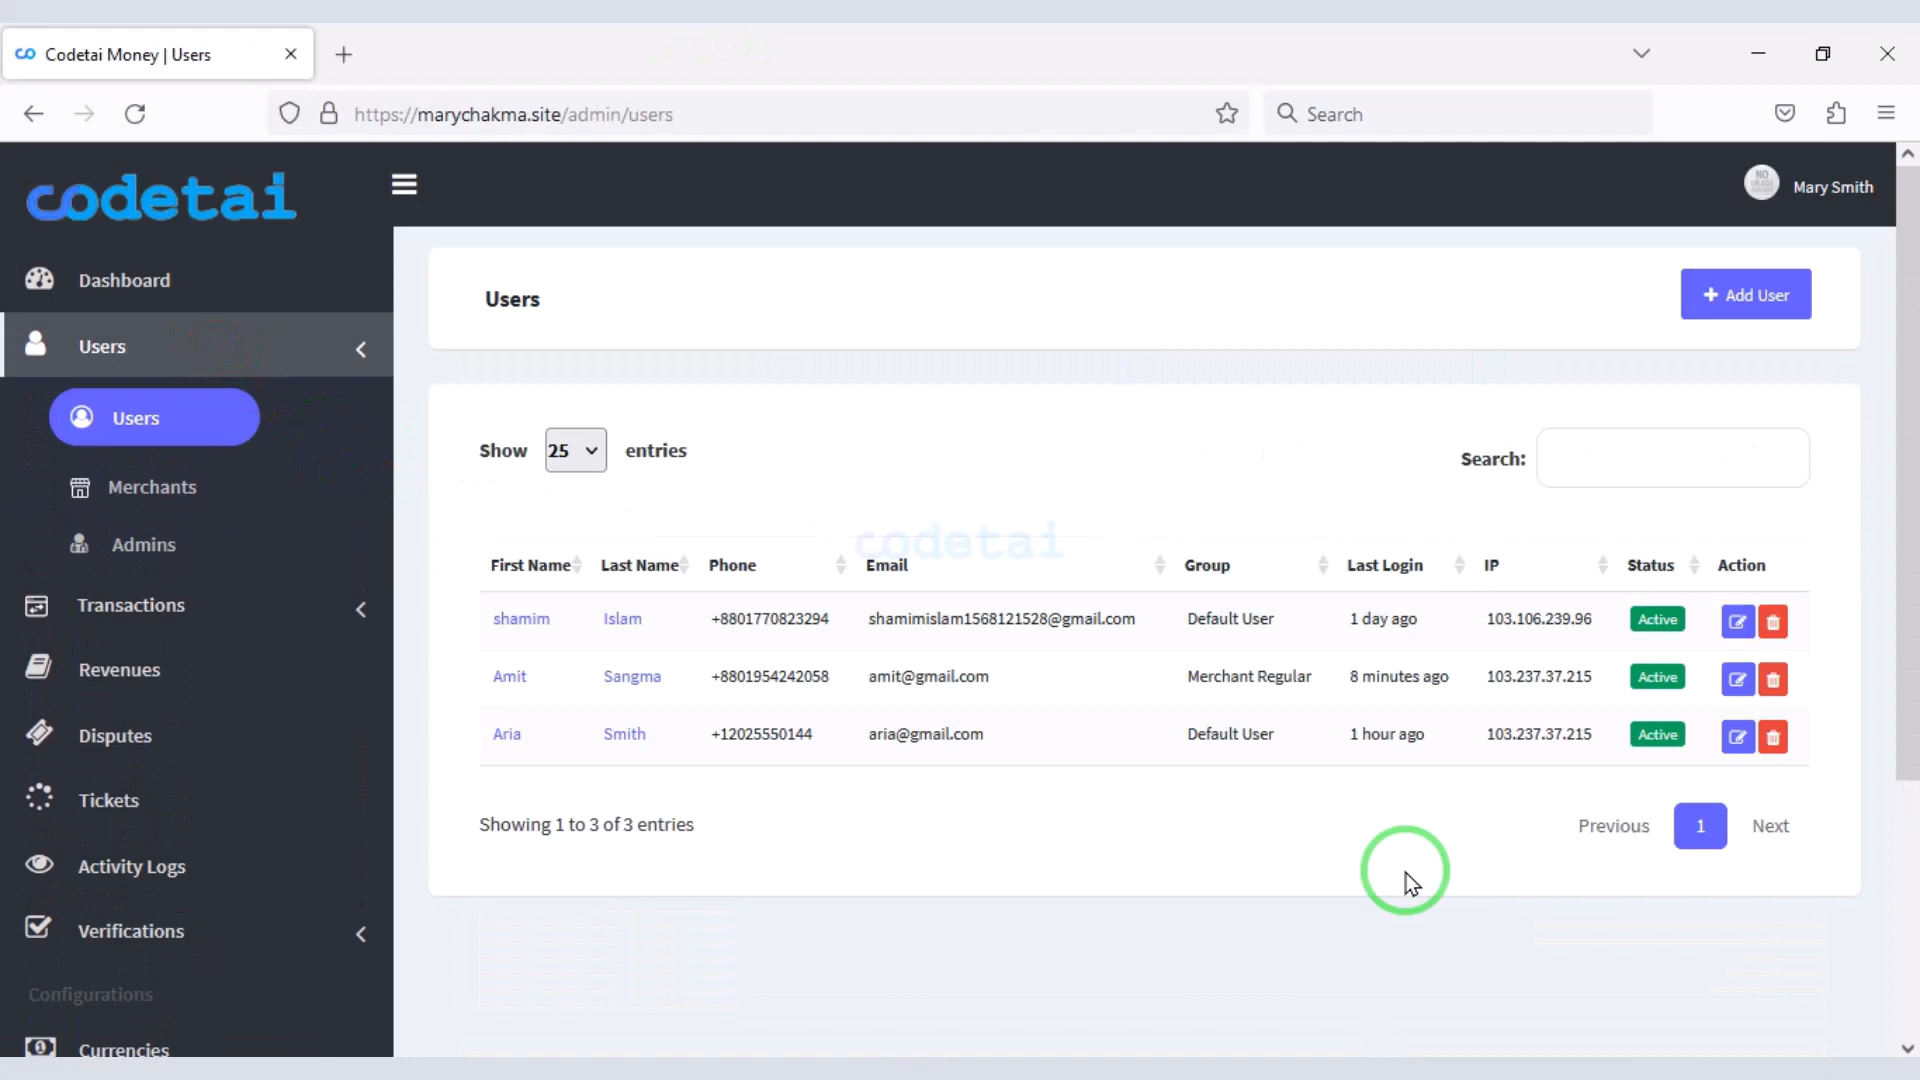 Codetai Money | Users
https://marychakma.site/admin/users
Search
codetai
NO IMAGE AVAILABLE
Mary Smith
Dashboard
Users
Users
Merchants
Admins
Transactions
Revenues
Disputes
Tickets
Activity Logs
Verifications
Configurations
Currencies
Users
+ Add User
Show 25 entries
Search:
codetai
First Name Last Name Phone Email Group Last Login IP Status Action
shamim Islam +8801770823294 shamimislam1568121528@gmail.com Default User 1 day ago 103.106.239.96 Active
Amit Sangma +8801954242058 amit@gmail.com Merchant Regular 8 minutes ago 103.237.37.215 Active
Aria Smith +12025550144 aria@gmail.com Default User 1 hour ago 103.237.37.215 Active
Showing 1 to 3 of 3 entries
Previous 1 Next